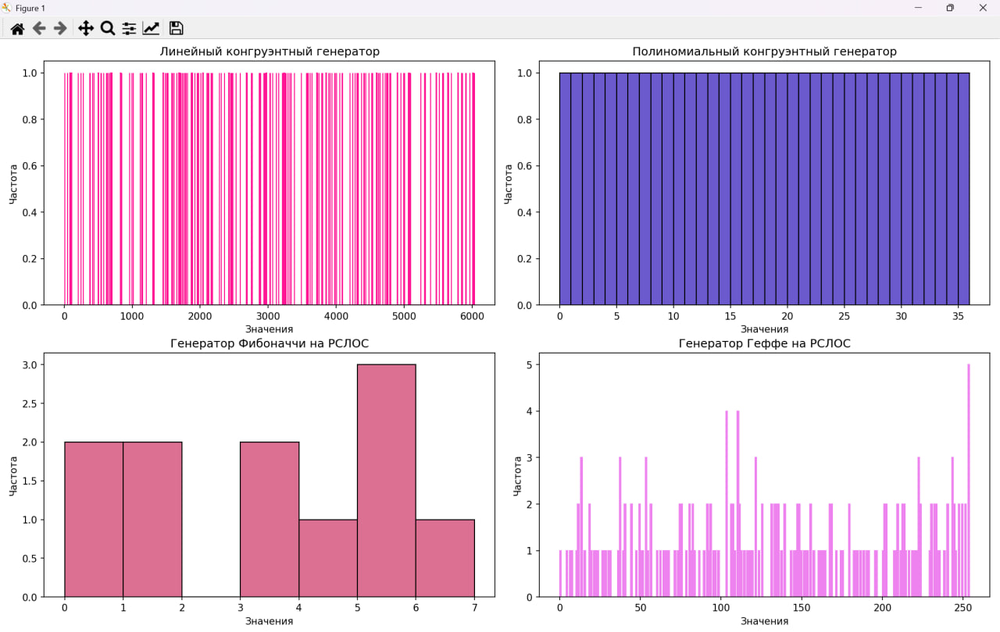 Figure 1
Линейный конгруэнтный генератор
1.0
0.8
0.6
0.4
0.2
0.0
Частота
0 1000 2000 3000 4000 5000 6000
Значения
Полиномиальный конгруэнтный генератор
1.0
0.8
0.6
0.4
0.2
0.0
Частота
0 5 10 15 20 25 30 35
Значения
Генератор Фибоначчи на РСЛОС
3.0
2.5
2.0
1.5
1.0
0.5
0.0
Частота
0 1 2 3 4 5 6 7
Значения
Генератор Геффе на РСЛОС
5
4
3
2
1
0
Частота
0 50 100 150 200 250
Значения